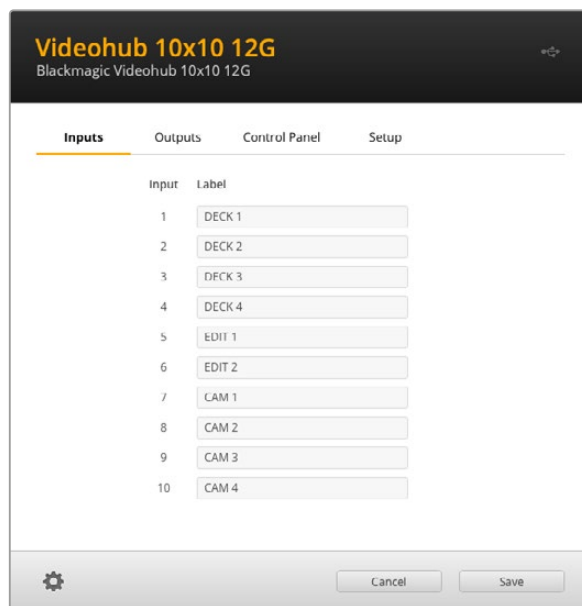 Videohub 10x10 12G
Blackmagic Videohub 10x10 12G
Inputs Outputs Control Panel Setup
Input Label
1 DECK 1
2 DECK 2
3 DECK 3
4 DECK 4
5 EDIT 1
6 EDIT 2
7 CAM 1
8 CAM 2
9 CAM 3
10 CAM 4
Cancel Save